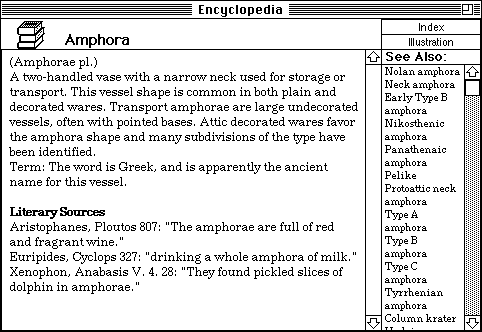 Encyclopedia
Amphora
Index
Illustration
(Amphorae pl.)
A two-handled vase with a narrow neck used for storage or
transport. This vessel shape is common in both plain and
decorated wares. Transport amphorae are large undecorated
vessels, often with pointed bases. Attic decorated wares favor
the amphora shape and many subdivisions of the type have
been identified.
Term: The word is Greek, and is apparently the ancient
name for this vessel.
Literary Sources
Aristophanes, Ploutos 807: "The amphorae are full of red
and fragrant wine."
Euripides, Cyclops 327: "drinking a whole amphora of milk."
Xenophon, Anabasis V. 4. 28: "They found pickled slices of
dolphin in amphorae."
See Also:
Nolan amphora
Neck amphora
Early Type B
amphora
Nikosthenic
amphora
Panathenaic
amphora
Pelike
Protoattic neck
amphora
Type A
amphora
Type B
amphora
Type C
amphora
Tyrrhenian
amphora
Column krater